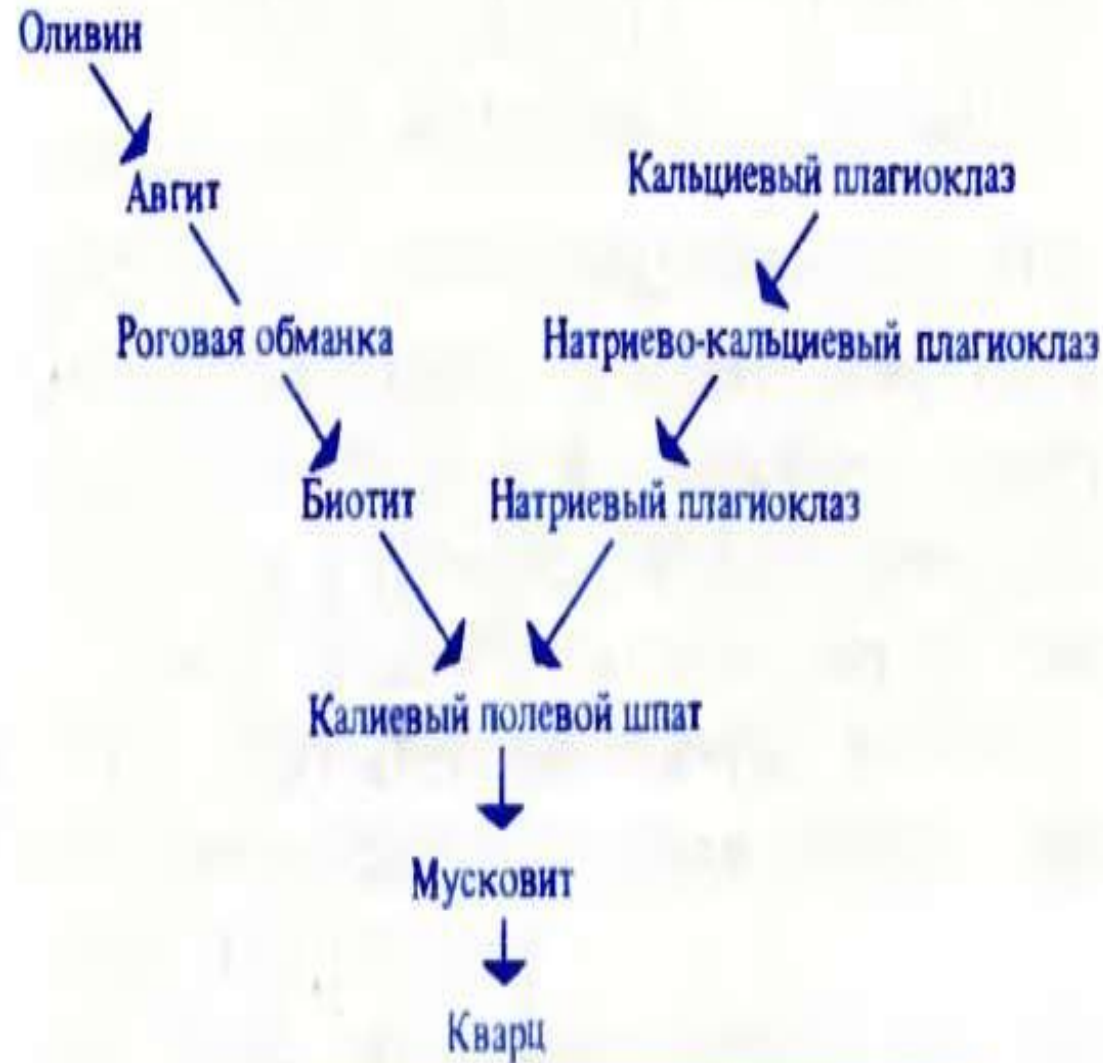 Оливин
Авгит
Кальциевый плагиоклаз
Роговая обманка
Натриево-кальциевый плагиоклаз
Биотит
Натриевый плагиоклаз
Калиевый полевой шпат
Мусковит
Кварц